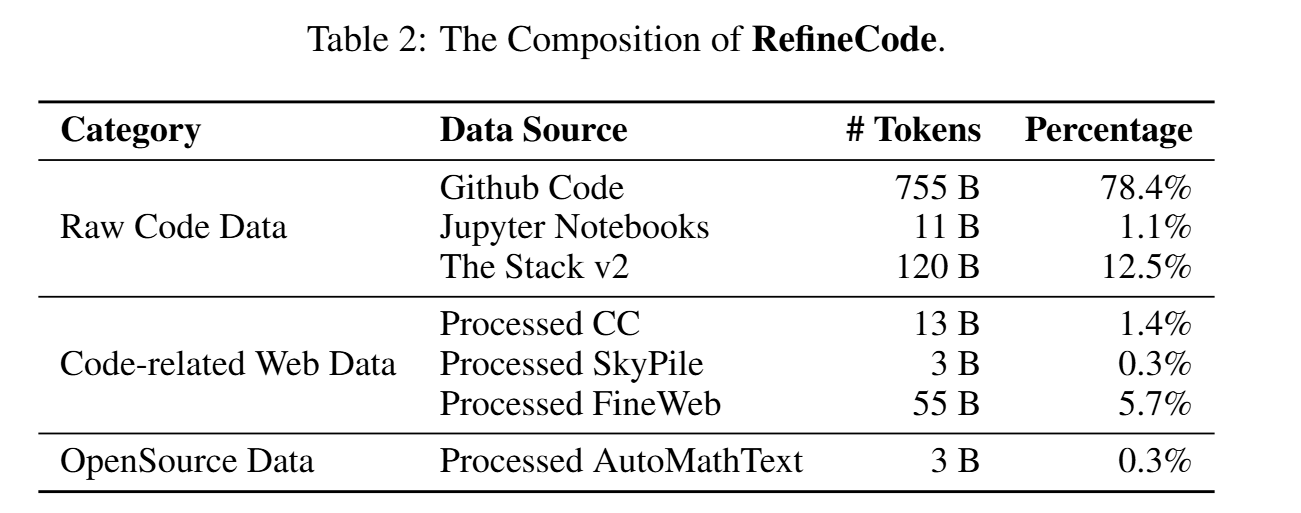 Table 2: The Composition of RefineCode.
Category Data Source # Tokens Percentage
Raw Code Data
Github Code 755 B 78.4%
Jupyter Notebooks 11 B 1.1%
The Stack v2 120 B 12.5%
Code-related Web Data
Processed CC 13 B 1.4%
Processed SkyPile 3 B 0.3%
Processed FineWeb 55 B 5.7%
OpenSource Data Processed AutoMathText 3 B 0.3%